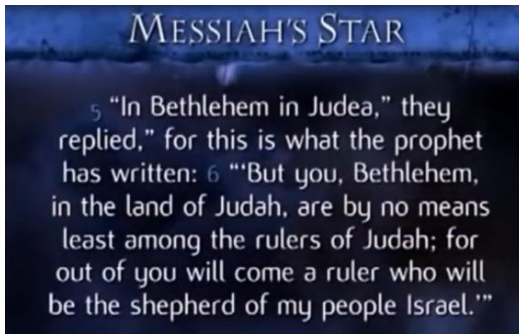 MESSIAH'S STAR
5 “In Bethlehem in Judea,” they
replied,” for this is what the prophet
has written: 6 “‘But you, Bethlehem,
in the land of Judah, are by no means
least among the rulers of Judah; for
out of you will come a ruler who will
be the shepherd of my people Israel.’”